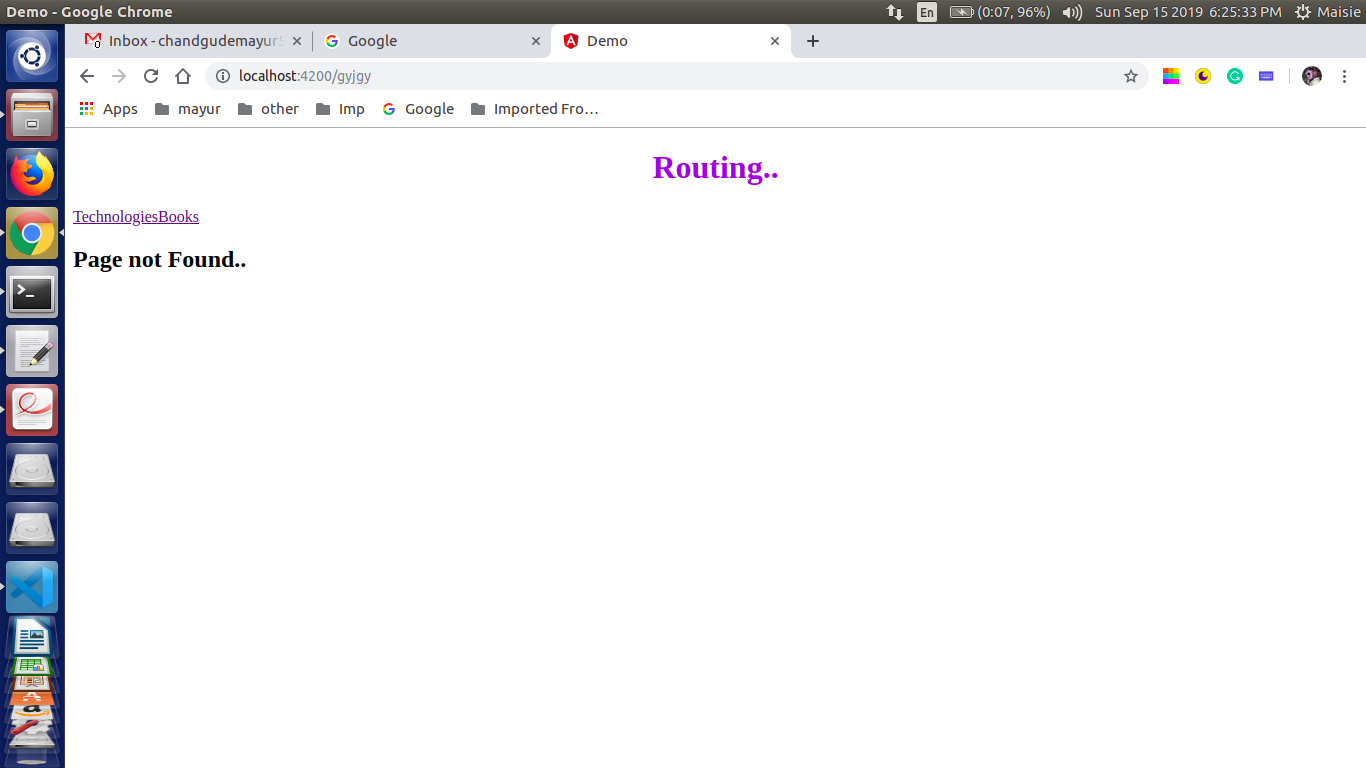 Demo - Google Chrome
En
(0:07, 96%)
Sun Sep 15 2019 6:25:33 PM
Maisie
Inbox - chandgudemayur
Google
Demo
localhost:4200/gyjgy
Apps
mayur
other
Imp
Google
Imported Fro…
Routing..
TechnologiesBooks
Page not Found..